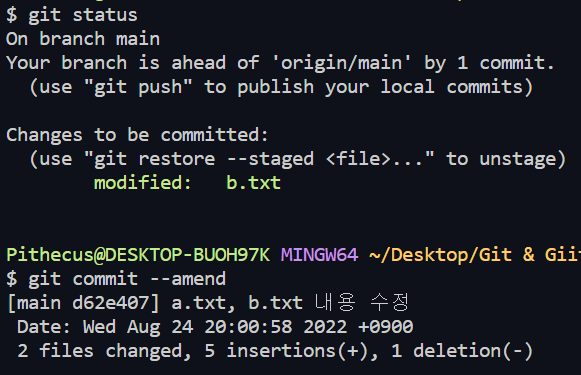 $ git status
On branch main
Your branch is ahead of 'origin/main' by 1 commit.
  (use "git push" to publish your local commits)
Changes to be committed:
  (use "git restore --staged <file>..." to unstage)
        modified:   b.txt
Pithecus@DESKTOP-BUOH97K MINGW64 ~/Desktop/Git & Gii
$ git commit --amend
[main d62e407] a.txt, b.txt 내용 수정
 Date: Wed Aug 24 20:00:58 2022 +0900
 2 files changed, 5 insertions(+), 1 deletion(-)